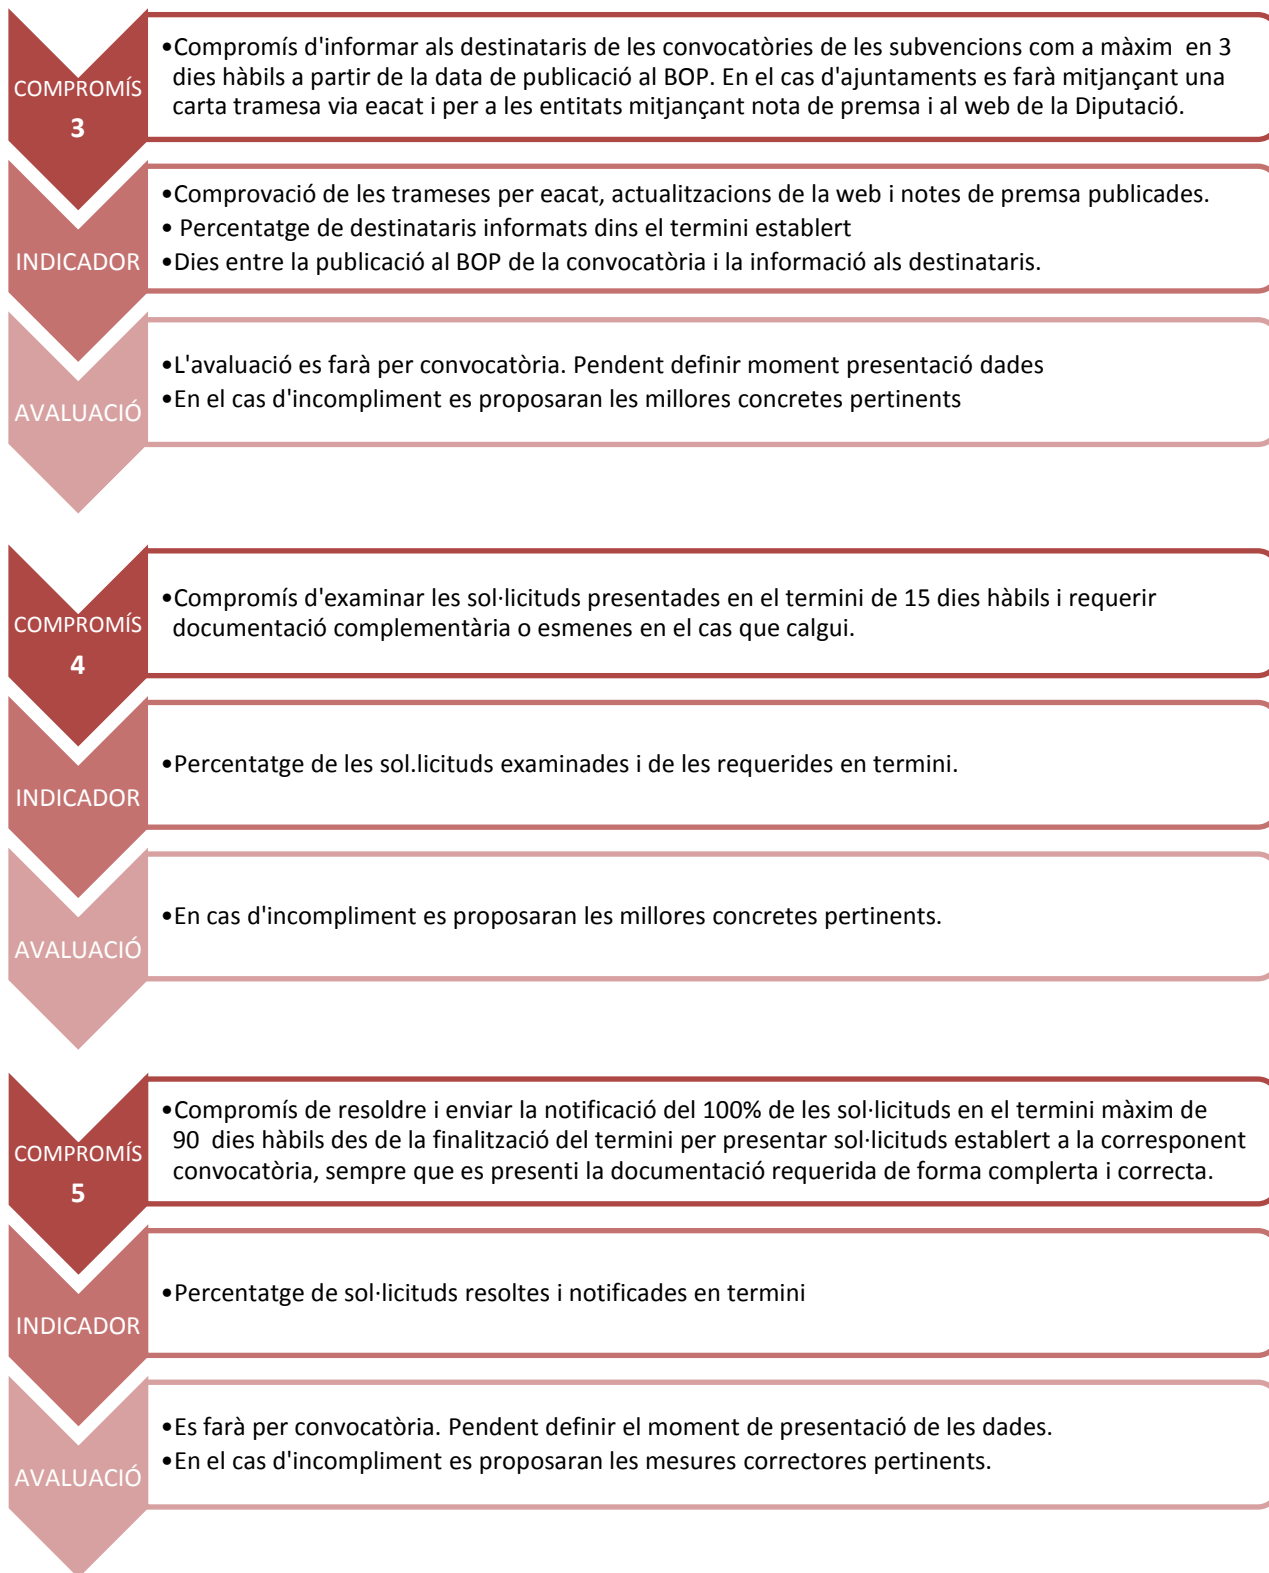 COMPROMÍS
3
•Compromís d'informar als destinataris de les convocatòries de les subvencions com a màxim  en 3
dies hàbils a partir de la data de publicació al BOP. En el cas d'ajuntaments es farà mitjançant una
carta tramesa via eacat i per a les entitats mitjançant nota de premsa i al web de la Diputació.
INDICADOR
•Comprovació de les trameses per eacat, actualitzacions de la web i notes de premsa publicades.
• Percentatge de destinataris informats dins el termini establert
•Dies entre la publicació al BOP de la convocatòria i la informació als destinataris.
AVALUACIÓ
•L'avaluació es farà per convocatòria. Pendent definir moment presentació dades
•En el cas d'incompliment es proposaran les millores concretes pertinents
COMPROMÍS
4
•Compromís d'examinar les sol·licituds presentades en el termini de 15 dies hàbils i requerir
documentació complementària o esmenes en el cas que calgui.
INDICADOR
•Percentatge de les sol.licituds examinades i de les requerides en termini.
AVALUACIÓ
•En cas d'incompliment es proposaran les millores concretes pertinents.
COMPROMÍS
5
•Compromís de resoldre i enviar la notificació del 100% de les sol·licituds en el termini màxim de
90  dies hàbils des de la finalització del termini per presentar sol·licituds establert a la corresponent
convocatòria, sempre que es presenti la documentació requerida de forma complerta i correcta.
INDICADOR
•Percentatge de sol·licituds resoltes i notificades en termini
AVALUACIÓ
•Es farà per convocatòria. Pendent definir el moment de presentació de les dades.
•En el cas d'incompliment es proposaran les mesures correctores pertinents.